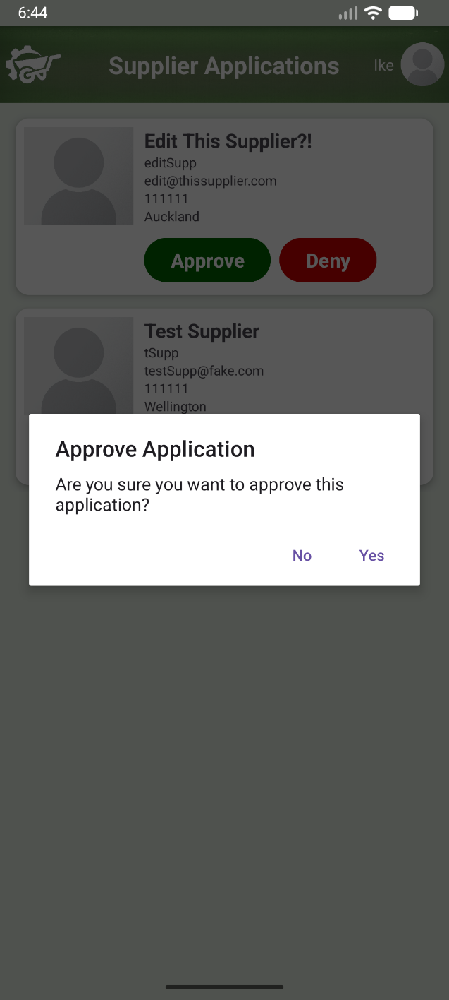 6:44
Supplier Applications
Ike
Edit This Supplier?!
editSupp
edit@thissupplier.com
111111
Auckland
Approve
Deny
Test Supplier
tSupp
testSupp@fake.com
111111
Wellington
Approve Application
Are you sure you want to approve this
application?
No
Yes